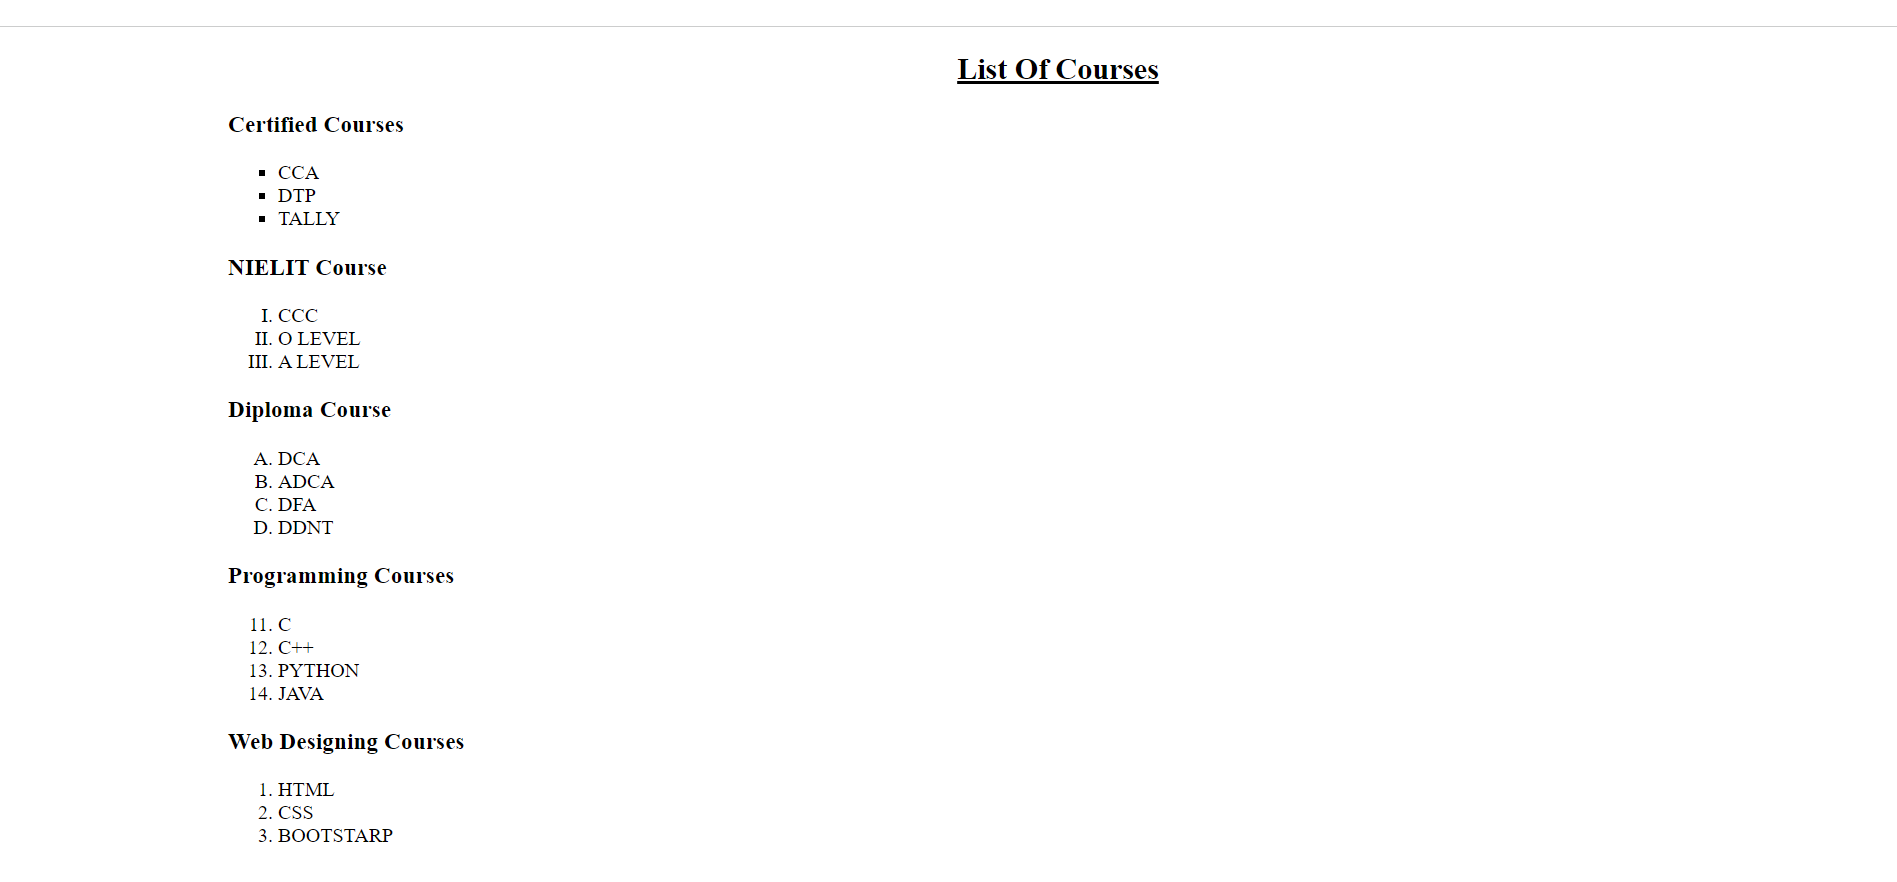 List Of Courses
Certified Courses
▪ CCA
▪ DTP
▪ TALLY
NIELIT Course
I. CCC
II. O LEVEL
III. A LEVEL
Diploma Course
A. DCA
B. ADCA
C. DFA
D. DDNT
Programming Courses
11. C
12. C++
13. PYTHON
14. JAVA
Web Designing Courses
1. HTML
2. CSS
3. BOOTSTARP